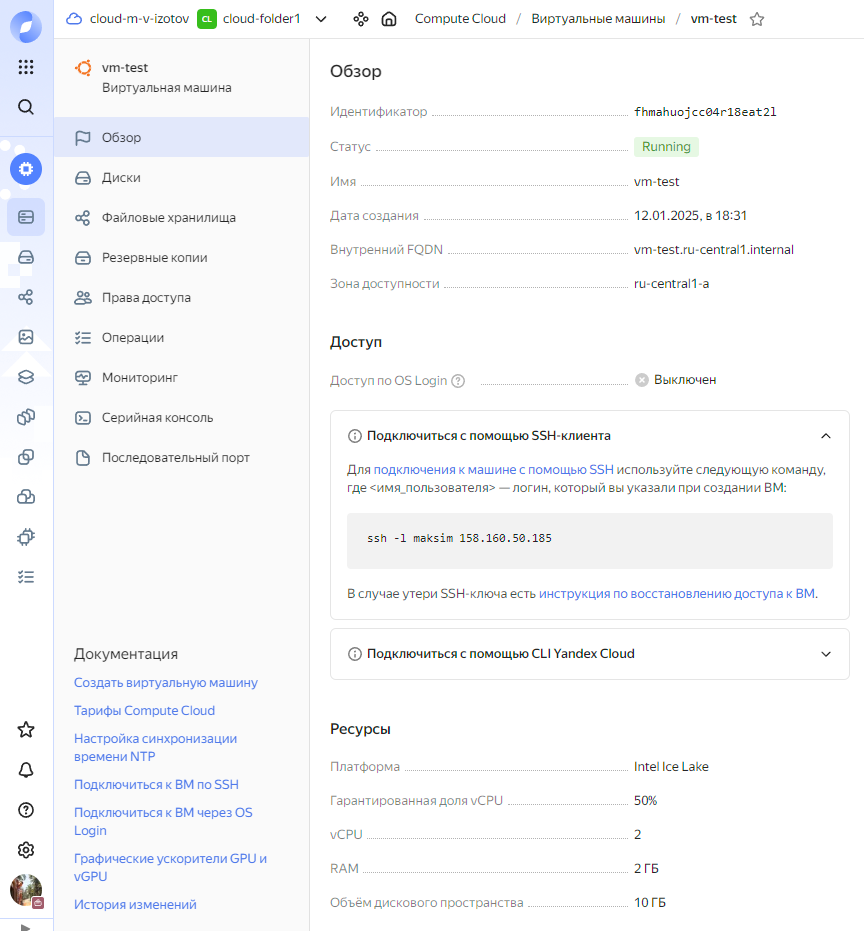 cloud-m-v-izotov CL cloud-folder1 Compute Cloud / Виртуальные машины / vm-test
vm-test
Виртуальная машина
Обзор
Диски
Файловые хранилища
Резервные копии
Права доступа
Операции
Мониторинг
Серийная консоль
Последовательный порт
Документация
Создать виртуальную машину
Тарифы Compute Cloud
Настройка синхронизации
времени NTP
Подключиться к ВМ по SSH
Подключиться к ВМ через OS
Login
Графические ускорители GPU и
vGPU
История изменений
Обзор
Идентификатор fhmahuojcc04r18eat2l
Статус Running
Имя vm-test
Дата создания 12.01.2025, в 18:31
Внутренний FQDN vm-test.ru-central1.internal
Зона доступности ru-central1-a
Доступ
Доступ по OS Login Выключен
Подключиться с помощью SSH-клиента
Для подключения к машине с помощью SSH используйте следующую команду,
где <имя_пользователя> — логин, который вы указали при создании ВМ:
ssh -l maksim 158.160.50.185
В случае утери SSH-ключа есть инструкция по восстановлению доступа к ВМ.
Подключиться с помощью CLI Yandex Cloud
Ресурсы
Платформа Intel Ice Lake
Гарантированная доля vCPU 50%
vCPU 2
RAM 2 ГБ
Объём дискового пространства 10 ГБ